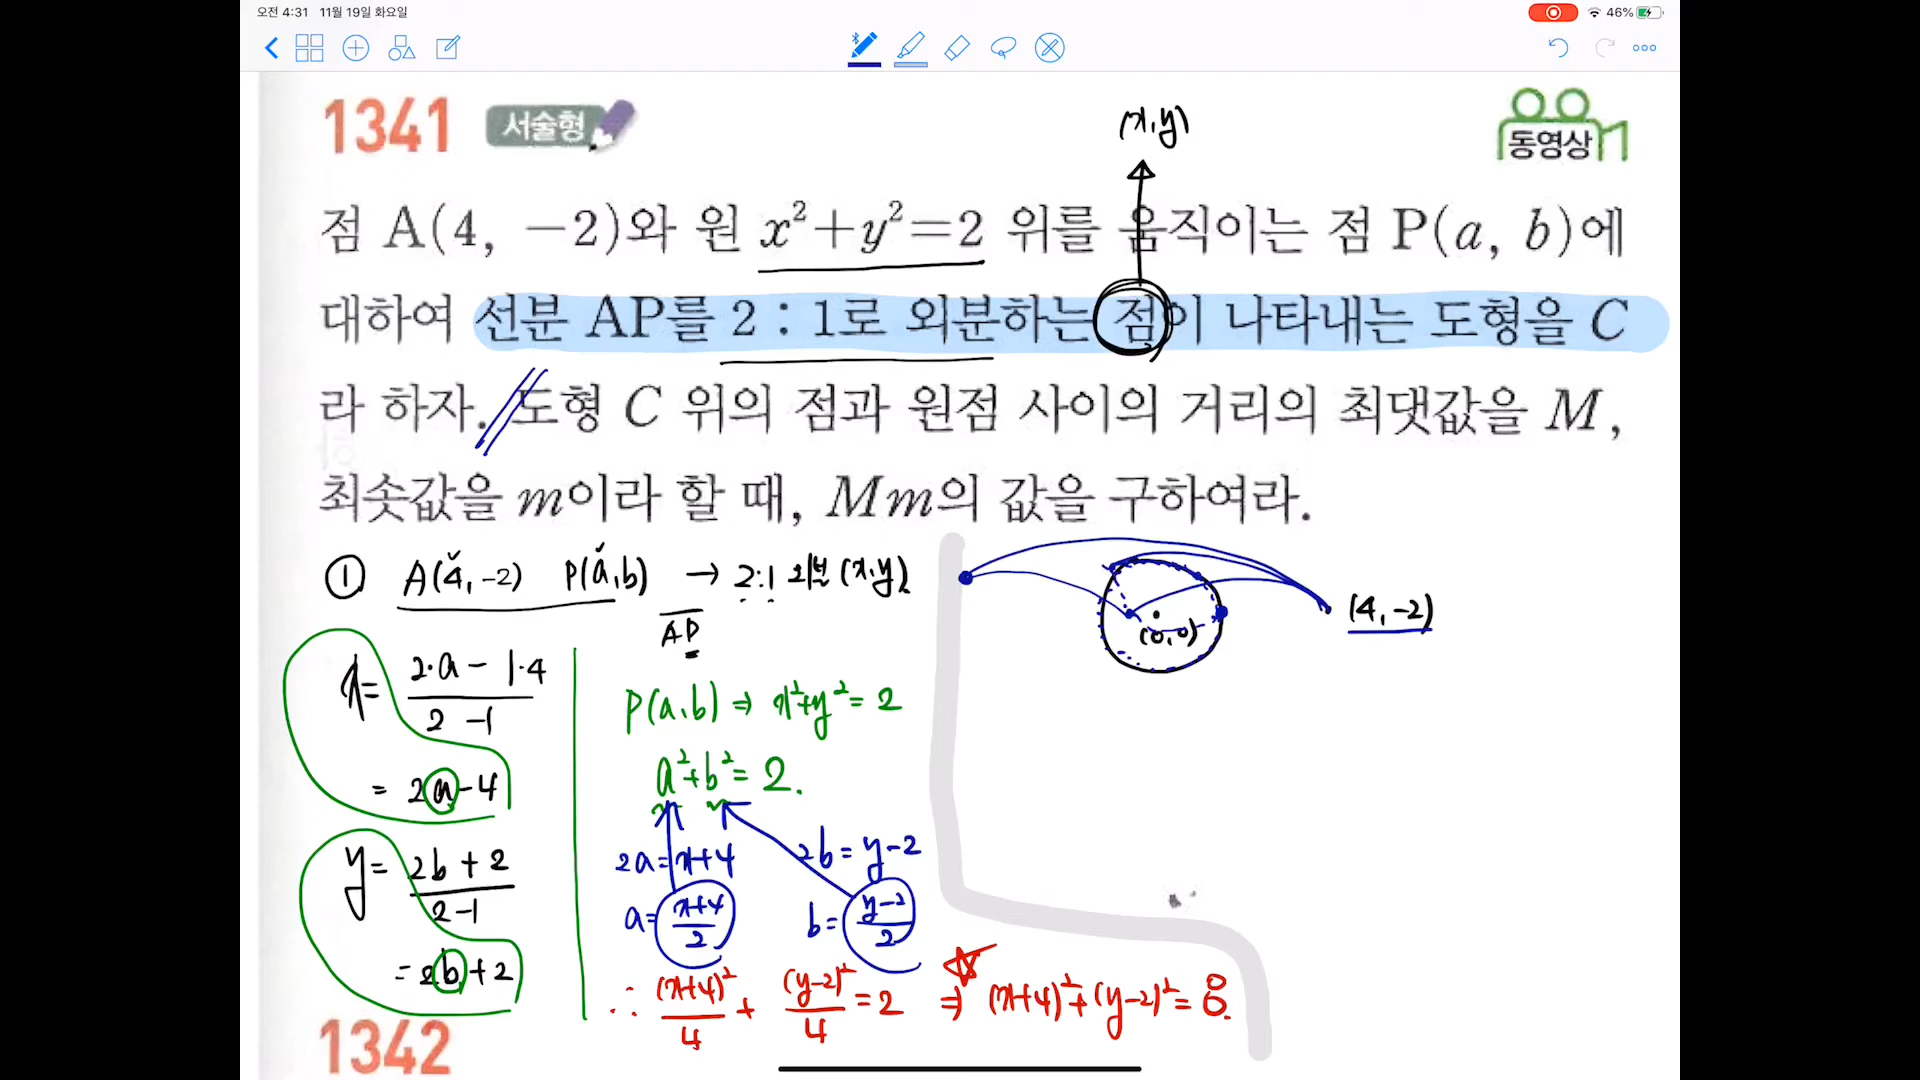 오전 4:31 11월 19일 화요일
46%
1341 서술형
동영상
(x,y)
점 A(4, −2)와 원 x²+y²=2 위를 움직이는 점 P(a, b)에
대하여 선분 AP를 2 : 1로 외분하는 점이 나타내는 도형을 C
라 하자. 도형 C 위의 점과 원점 사이의 거리의 최댓값을 M,
최솟값을 m이라 할 때, Mm의 값을 구하여라.
① A(4, -2) P(a,b) → 2:1 외분 (x,y)
AP
(0,0)
(4, -2)
x= 2·a - 1·4 / 2 - 1
= 2a-4
y= 2b + 2 / 2-1
= 2b+2
P(a,b) ⇒ x²+y²= 2
a²+b²= 2.
2a=x+4
a= x+4 / 2
2b= y-2
b= y-2 / 2
∴ (x+4)² / 4 + (y-2)² / 4 = 2 ⇒ (x+4)²+(y-2)²= 8.
1342